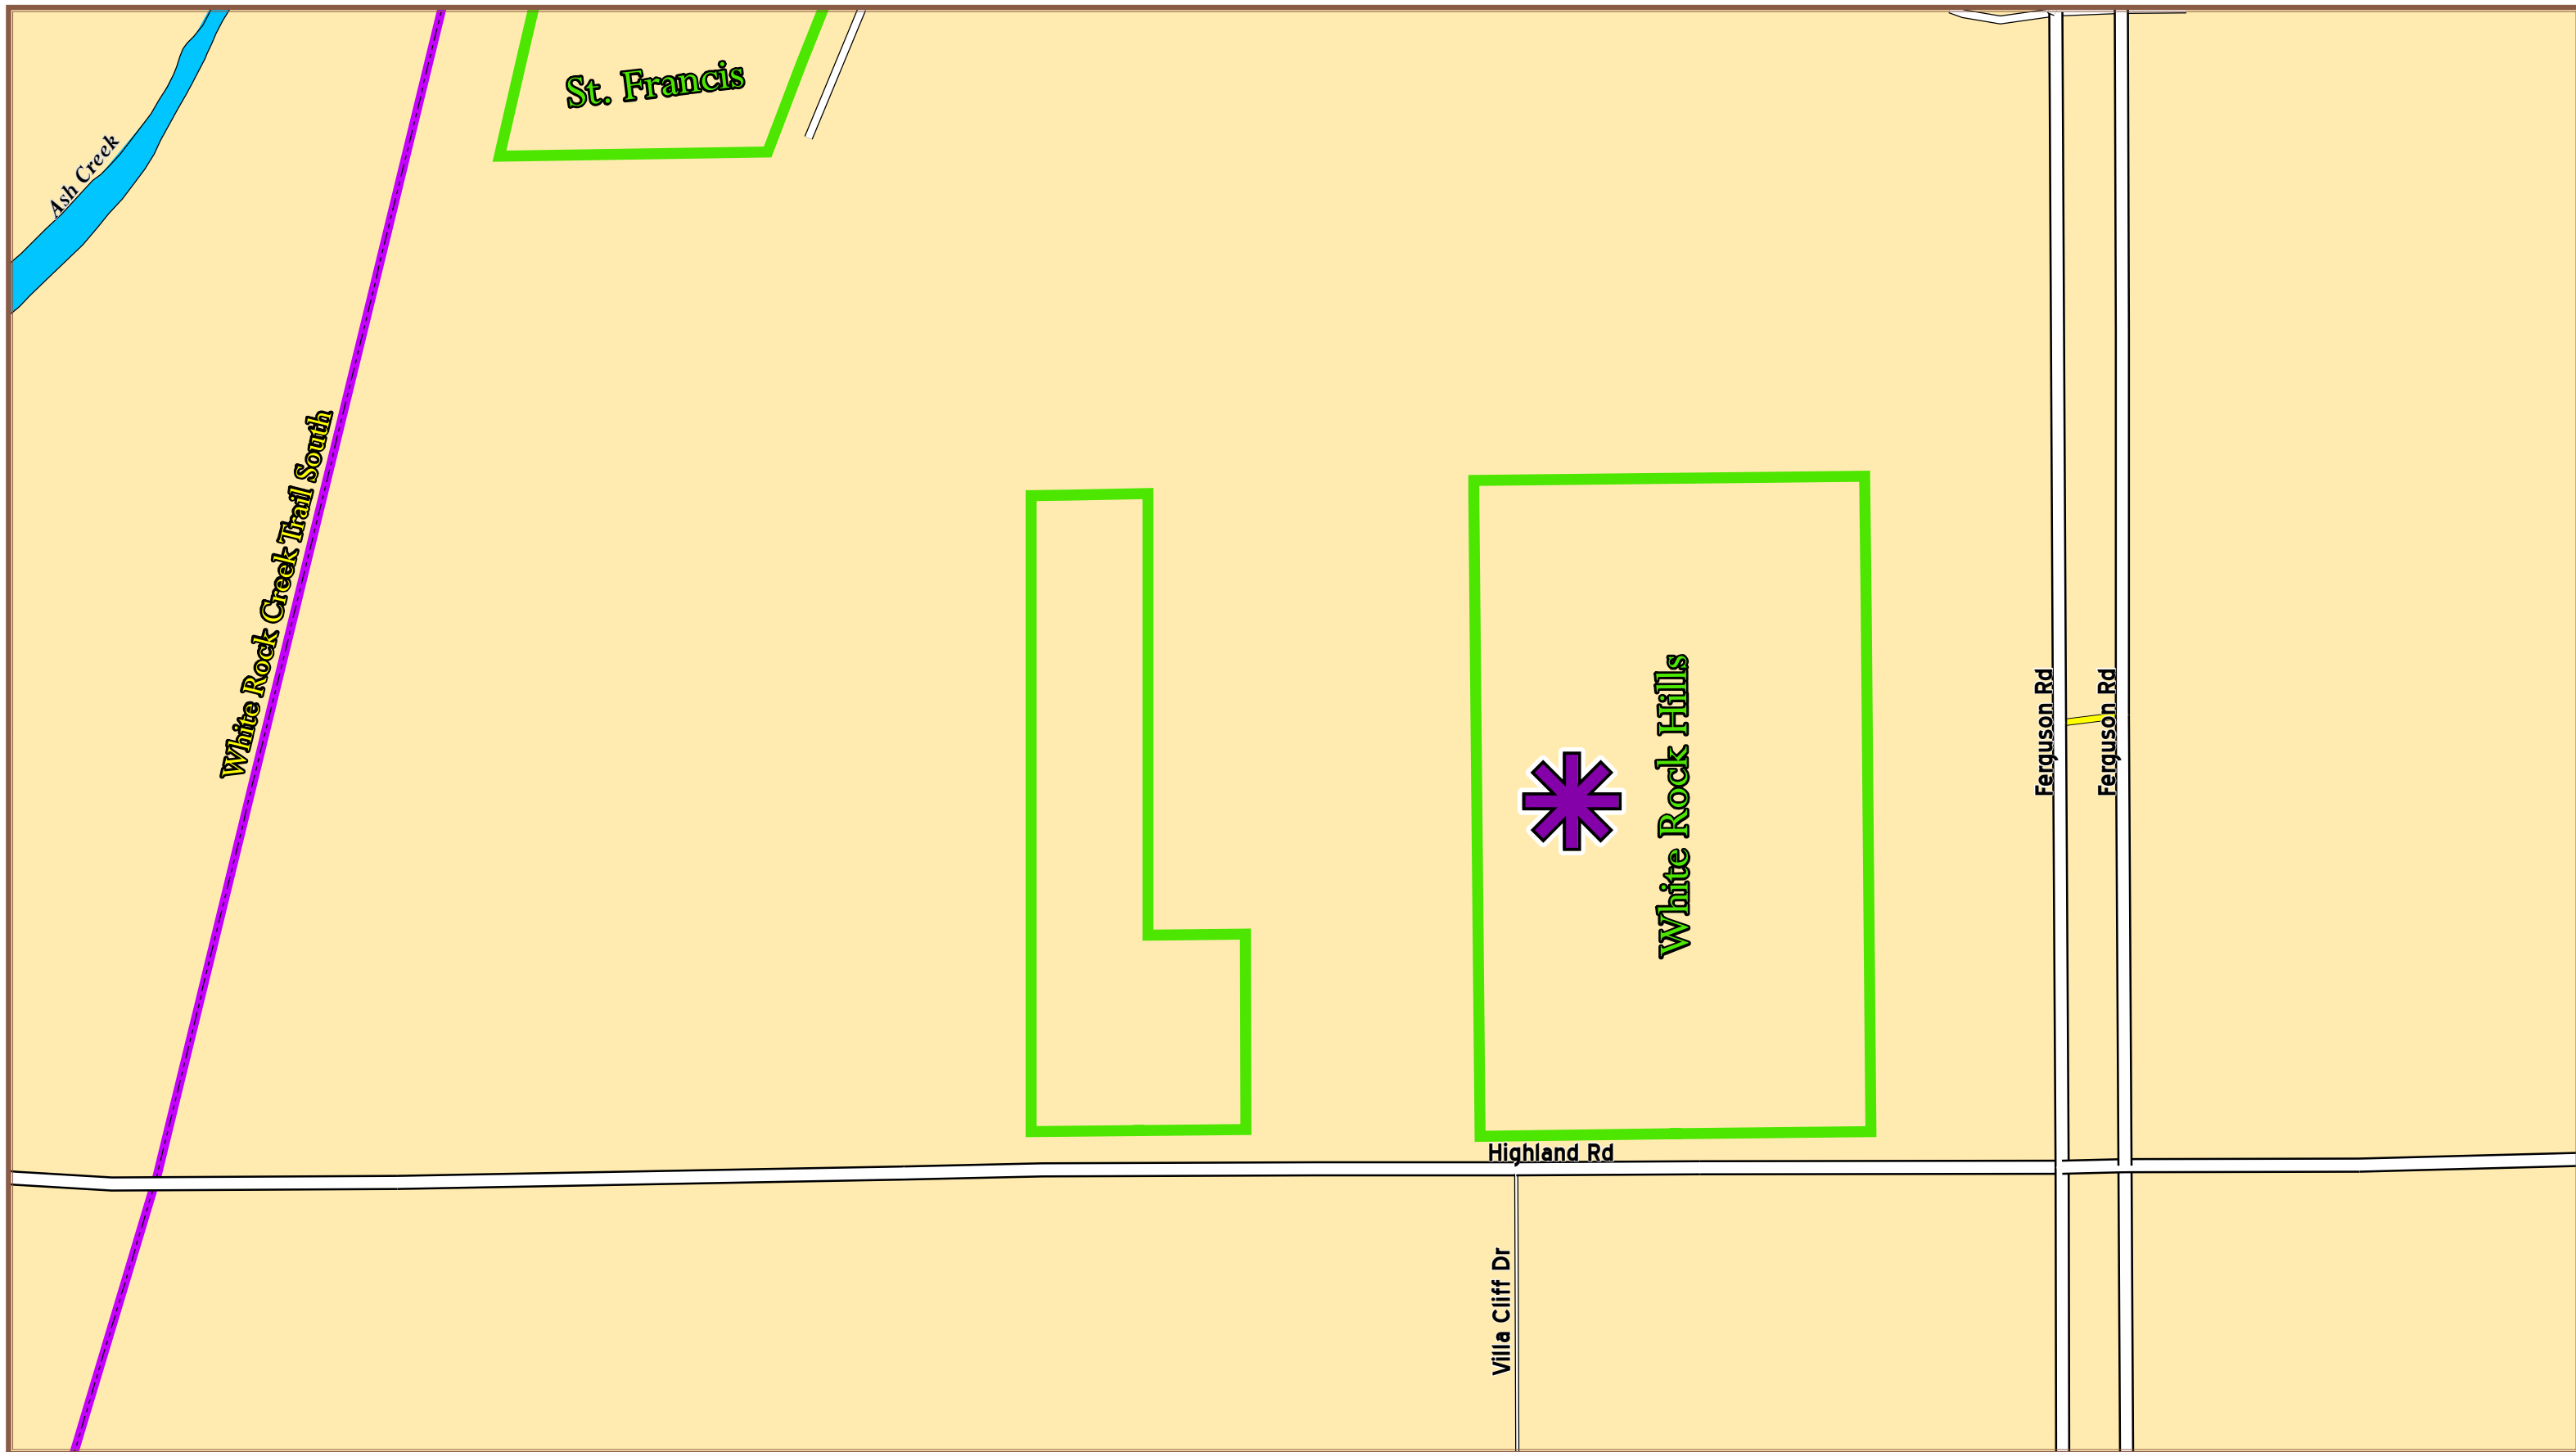 St. Francis
Ash Creek
White Rock Creek Trail South
White Rock Hills
Ferguson Rd
Ferguson Rd
Highland Rd
Villa Cliff Dr